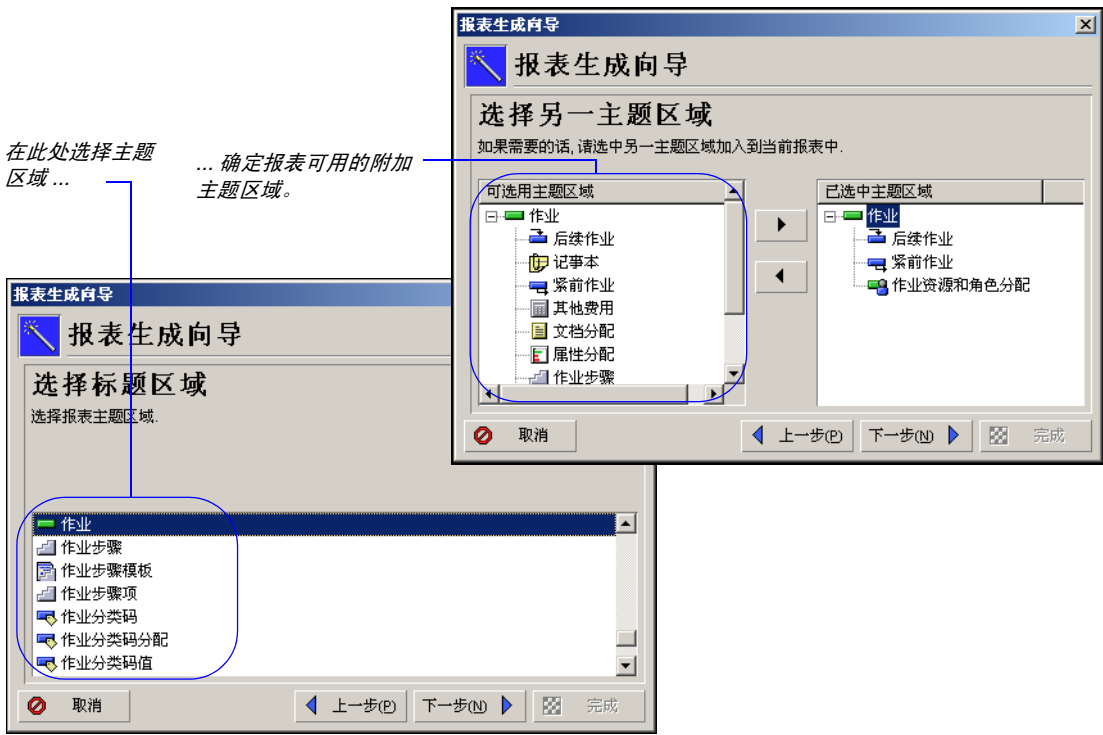 报表生成向导
报表生成向导
选择另一主题区域
如果需要的话, 请选中另一主题区域加入到当前报表中.
在此处选择主题
区域 ...
... 确定报表可用的附加
主题区域。
可选用主题区域
作业
后续作业
记事本
紧前作业
其他费用
文档分配
属性分配
作业步骤
已选中主题区域
作业
后续作业
紧前作业
作业资源和角色分配
取消
上一步(P)
下一步(N)
完成
报表生成向导
报表生成向导
选择标题区域
选择报表主题区域.
作业
作业步骤
作业步骤模板
作业步骤项
作业分类码
作业分类码分配
作业分类码值
取消
上一步(P)
下一步(N)
完成